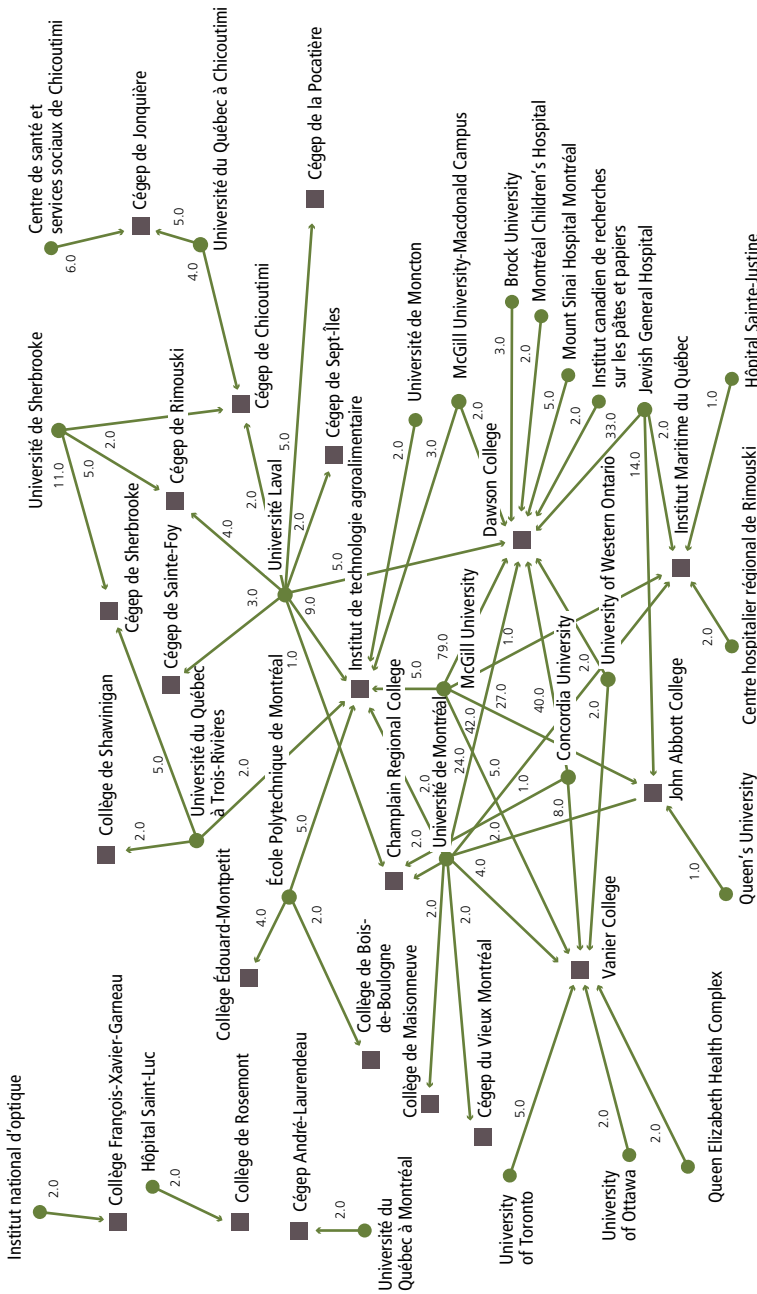 Institut national d'optique
2.0
Collège François-Xavier-Garneau
Hôpital Saint-Luc
2.0
Collège de Rosemont
Cégep André-Laurendeau
2.0
Université du
Québec à Montréal
Collège de Shawinigan
2.0
5.0
Université du Québec
à Trois-Rivières
2.0
Collège Édouard-Montpetit
4.0
École Polytechnique de Montréal
5.0
2.0
Collège de Bois-
de-Boulogne
Collège de Maisonneuve
Cégep du Vieux Montréal
2.0
2.0
Université de Sherbrooke
11.0
5.0
2.0
Cégep de Sherbrooke
Cégep de Sainte-Foy
Cégep de Rimouski
Cégep de Chicoutimi
3.0
4.0
2.0
Université Laval
9.0
1.0
5.0
2.0
5.0
Cégep de Sept-Îles
Centre de santé et
services sociaux de Chicoutimi
6.0
Cégep de Jonquière
5.0
4.0
Université du Québec à Chicoutimi
Cégep de la Pocatière
Institut de technologie agroalimentaire
Champlain Regional College
2.0
2.0
5.0
Université de Montréal
McGill University
79.0
42.0
24.0
27.0
1.0
5.0
1.0
2.0
4.0
Université de Moncton
2.0
3.0
McGill University-Macdonald Campus
2.0
Dawson College
Brock University
3.0
Montréal Children's Hospital
2.0
Mount Sinai Hospital Montréal
5.0
Institut canadien de recherches
sur les pâtes et papiers
2.0
Jewish General Hospital
33.0
14.0
2.0
Institut Maritime du Québec
Hôpital Sainte-Justine
1.0
Centre hospitalier régional de Rimouski
2.0
Concordia University
40.0
8.0
University of Western Ontario
2.0
2.0
John Abbott College
Queen's University
1.0
Vanier College
University
of Toronto
5.0
University
of Ottawa
2.0
Queen Elizabeth Health Complex
2.0